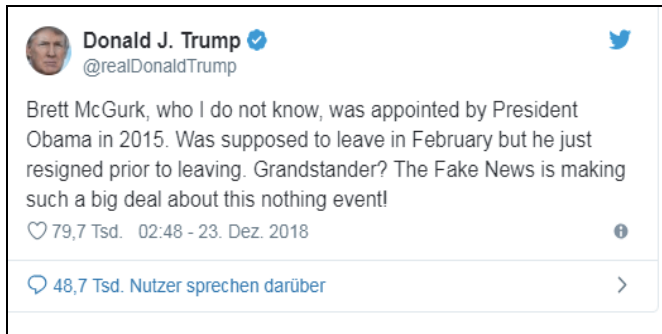 Donald J. Trump
@realDonaldTrump
Brett McGurk, who I do not know, was appointed by President
Obama in 2015. Was supposed to leave in February but he just
resigned prior to leaving. Grandstander? The Fake News is making
such a big deal about this nothing event!
79,7 Tsd. 02:48 - 23. Dez. 2018
48,7 Tsd. Nutzer sprechen darüber